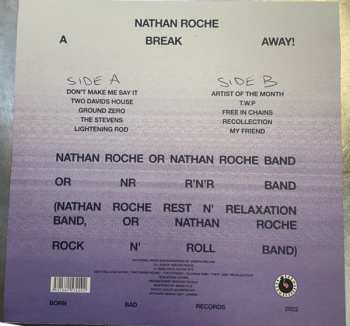 NATHAN ROCHE
A BREAK AWAY!
SIDE A
DON'T MAKE ME SAY IT
TWO DAVIDS HOUSE
GROUND ZERO
THE STEVENS
LIGHTENING ROD
SIDE B
ARTIST OF THE MONTH
T.W.P
FREE IN CHAINS
RECOLLECTION
MY FRIEND
NATHAN ROCHE OR NATHAN ROCHE BAND
OR NR R'N'R BAND
(NATHAN ROCHE REST N' RELAXATION
BAND, OR NATHAN ROCHE
ROCK N' ROLL BAND)
BORN BAD RECORDS